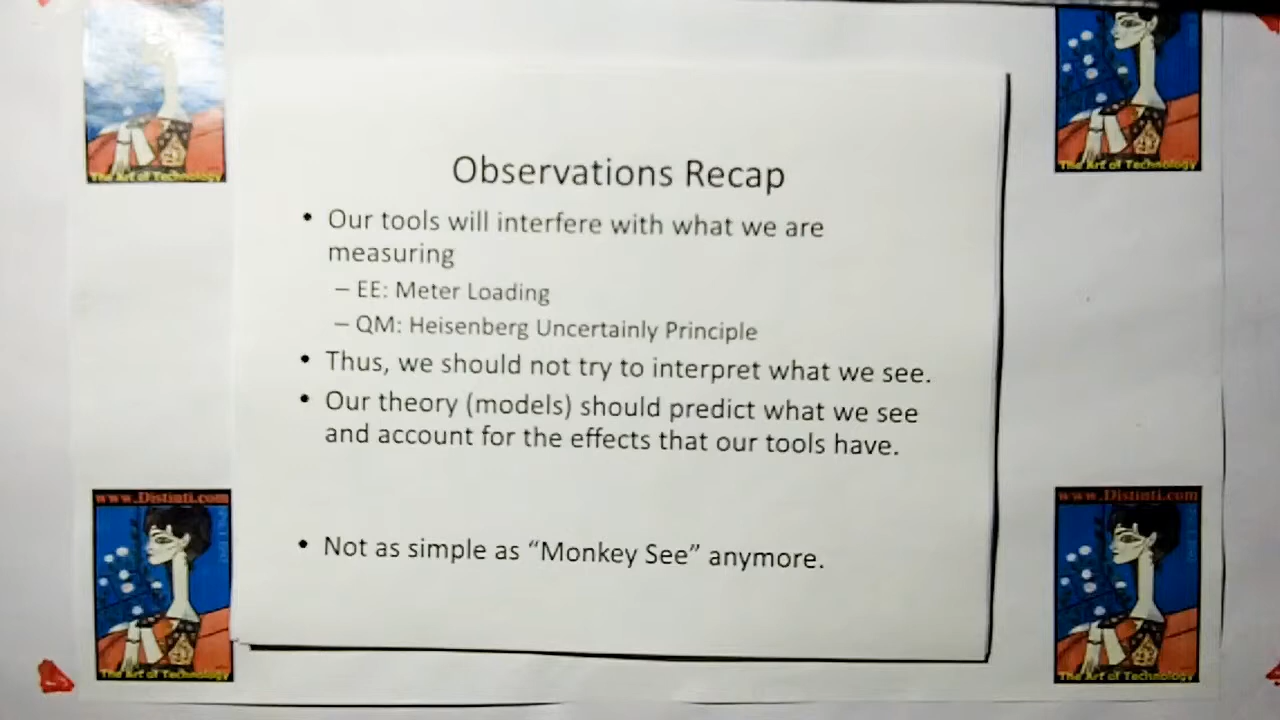 Observations Recap
• Our tools will interfere with what we are
measuring
– EE: Meter Loading
– QM: Heisenberg Uncertainly Principle
• Thus, we should not try to interpret what we see.
• Our theory (models) should predict what we see
and account for the effects that our tools have.
• Not as simple as “Monkey See” anymore.
The Art of Technology
The Art of Technology
www.Distinti.com
The Art of Technology
www.Distinti.com
The Art of Technology